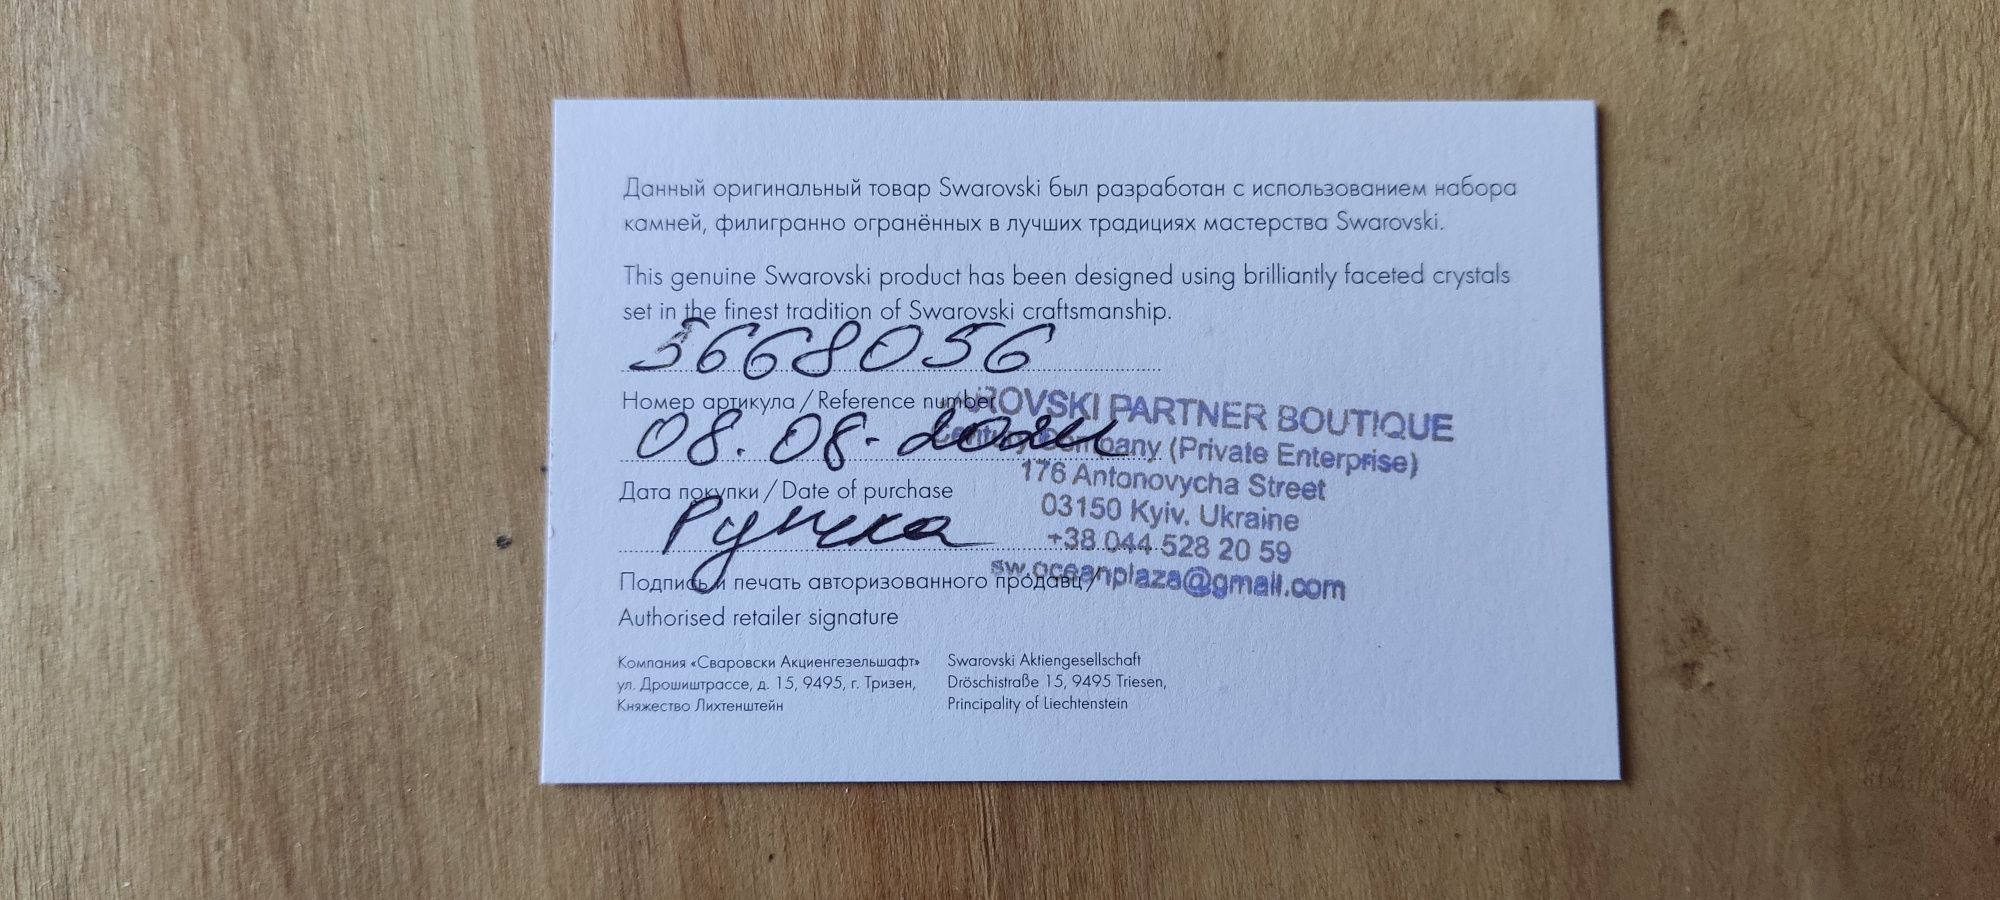 Данный оригинальный товар Swarovski был разработан с использованием набора
камней, филигранно огранённых в лучших традициях мастерства Swarovski.
This genuine Swarovski product has been designed using brilliantly faceted crystals
set in the finest tradition of Swarovski craftsmanship.
5668056
Номер артикула / Reference number
08.08.2024
Дата покупки / Date of purchase
Ручка
Подпись и печать авторизованного продавц /
Authorised retailer signature
ROVSKI PARTNER BOUTIQUE
Century Company (Private Enterprise)
176 Antonovycha Street
03150 Kyiv. Ukraine
+38 044 528 20 59
sw.oceanplaza@gmail.com
Компания «Сваровски Акциенгезельшафт»
ул. Дрошиштрассе, д. 15, 9495, г. Тризен,
Княжество Лихтенштейн
Swarovski Aktiengesellschaft
Dröschistraße 15, 9495 Triesen,
Principality of Liechtenstein